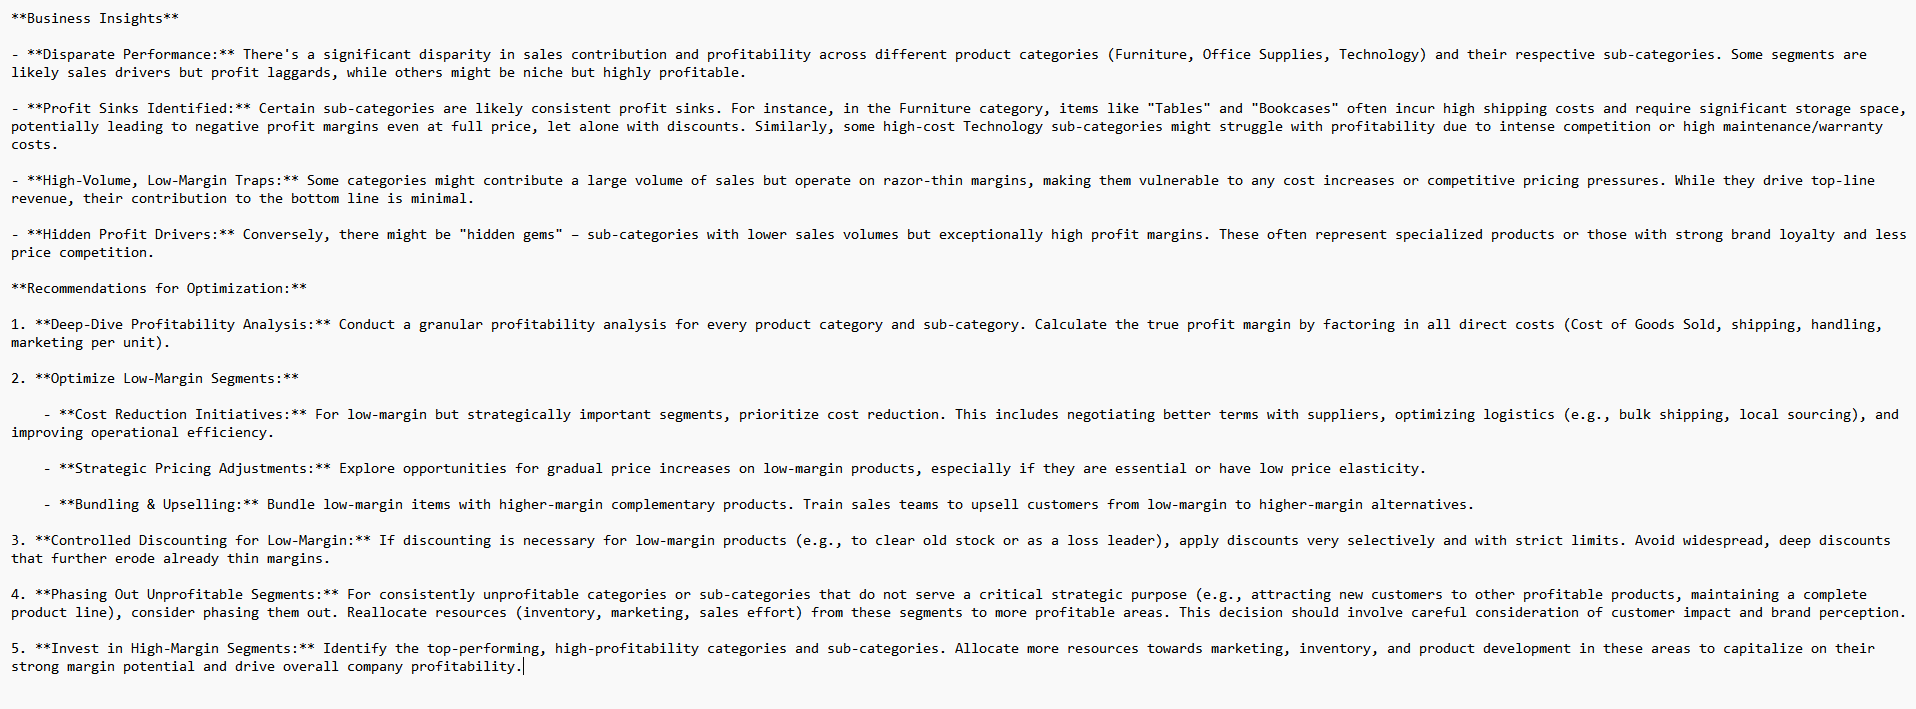 **Business Insights**
- **Disparate Performance:** There's a significant disparity in sales contribution and profitability across different product categories (Furniture, Office Supplies, Technology) and their respective sub-categories. Some segments are
likely sales drivers but profit laggards, while others might be niche but highly profitable.
- **Profit Sinks Identified:** Certain sub-categories are likely consistent profit sinks. For instance, in the Furniture category, items like "Tables" and "Bookcases" often incur high shipping costs and require significant storage space,
potentially leading to negative profit margins even at full price, let alone with discounts. Similarly, some high-cost Technology sub-categories might struggle with profitability due to intense competition or high maintenance/warranty
costs.
- **High-Volume, Low-Margin Traps:** Some categories might contribute a large volume of sales but operate on razor-thin margins, making them vulnerable to any cost increases or competitive pricing pressures. While they drive top-line
revenue, their contribution to the bottom line is minimal.
- **Hidden Profit Drivers:** Conversely, there might be "hidden gems" – sub-categories with lower sales volumes but exceptionally high profit margins. These often represent specialized products or those with strong brand loyalty and less
price competition.
**Recommendations for Optimization:**
1. **Deep-Dive Profitability Analysis:** Conduct a granular profitability analysis for every product category and sub-category. Calculate the true profit margin by factoring in all direct costs (Cost of Goods Sold, shipping, handling,
marketing per unit).
2. **Optimize Low-Margin Segments:**
- **Cost Reduction Initiatives:** For low-margin but strategically important segments, prioritize cost reduction. This includes negotiating better terms with suppliers, optimizing logistics (e.g., bulk shipping, local sourcing), and
improving operational efficiency.
- **Strategic Pricing Adjustments:** Explore opportunities for gradual price increases on low-margin products, especially if they are essential or have low price elasticity.
- **Bundling & Upselling:** Bundle low-margin items with higher-margin complementary products. Train sales teams to upsell customers from low-margin to higher-margin alternatives.
3. **Controlled Discounting for Low-Margin:** If discounting is necessary for low-margin products (e.g., to clear old stock or as a loss leader), apply discounts very selectively and with strict limits. Avoid widespread, deep discounts
that further erode already thin margins.
4. **Phasing Out Unprofitable Segments:** For consistently unprofitable categories or sub-categories that do not serve a critical strategic purpose (e.g., attracting new customers to other profitable products, maintaining a complete
product line), consider phasing them out. Reallocate resources (inventory, marketing, sales effort) from these segments to more profitable areas. This decision should involve careful consideration of customer impact and brand perception.
5. **Invest in High-Margin Segments:** Identify the top-performing, high-profitability categories and sub-categories. Allocate more resources towards marketing, inventory, and product development in these areas to capitalize on their
strong margin potential and drive overall company profitability.